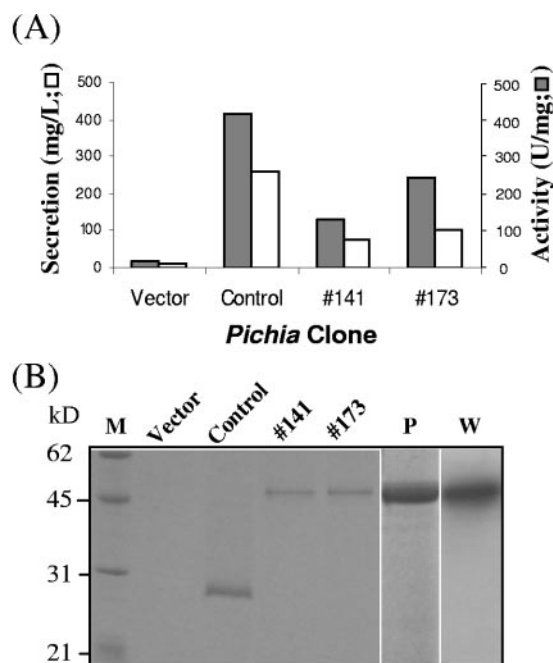 (A)
Secretion (mg/L;□)
500
400
300
200
100
0
500
400
300
200
100
0
Activity (U/mg;■)
Vector Control #141 #173
Pichia Clone
(B)
kD M Vector Control #141 #173 P W
62
45
31
21